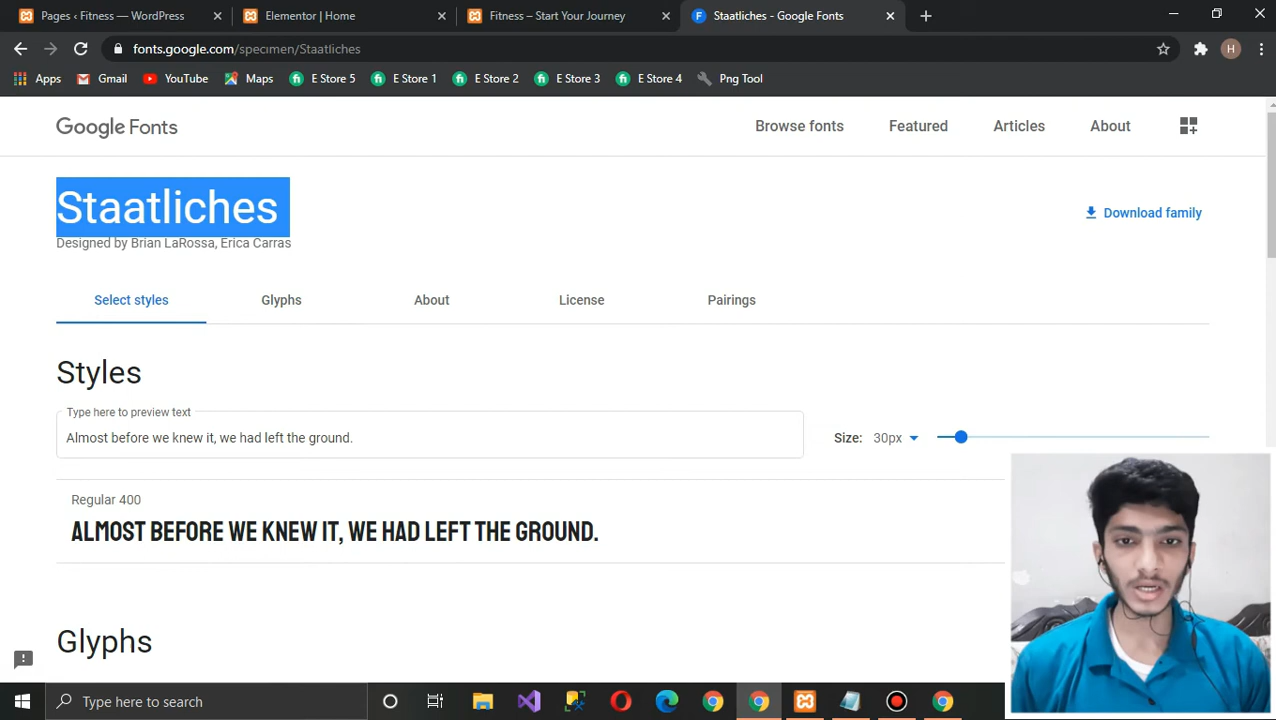 Pages ‹ Fitness — WordPress
Elementor | Home
Fitness – Start Your Journey
Staatliches - Google Fonts
fonts.google.com/specimen/Staatliches
H
Apps
Gmail
YouTube
Maps
E Store 5
E Store 1
E Store 2
E Store 3
E Store 4
Png Tool
Google Fonts
Browse fonts
Featured
Articles
About
Staatliches
Download family
Designed by Brian LaRossa, Erica Carras
Select styles
Glyphs
About
License
Pairings
Styles
Type here to preview text
Almost before we knew it, we had left the ground.
Size:
30px
Regular 400
ALMOST BEFORE WE KNEW IT, WE HAD LEFT THE GROUND.
Glyphs
Type here to search